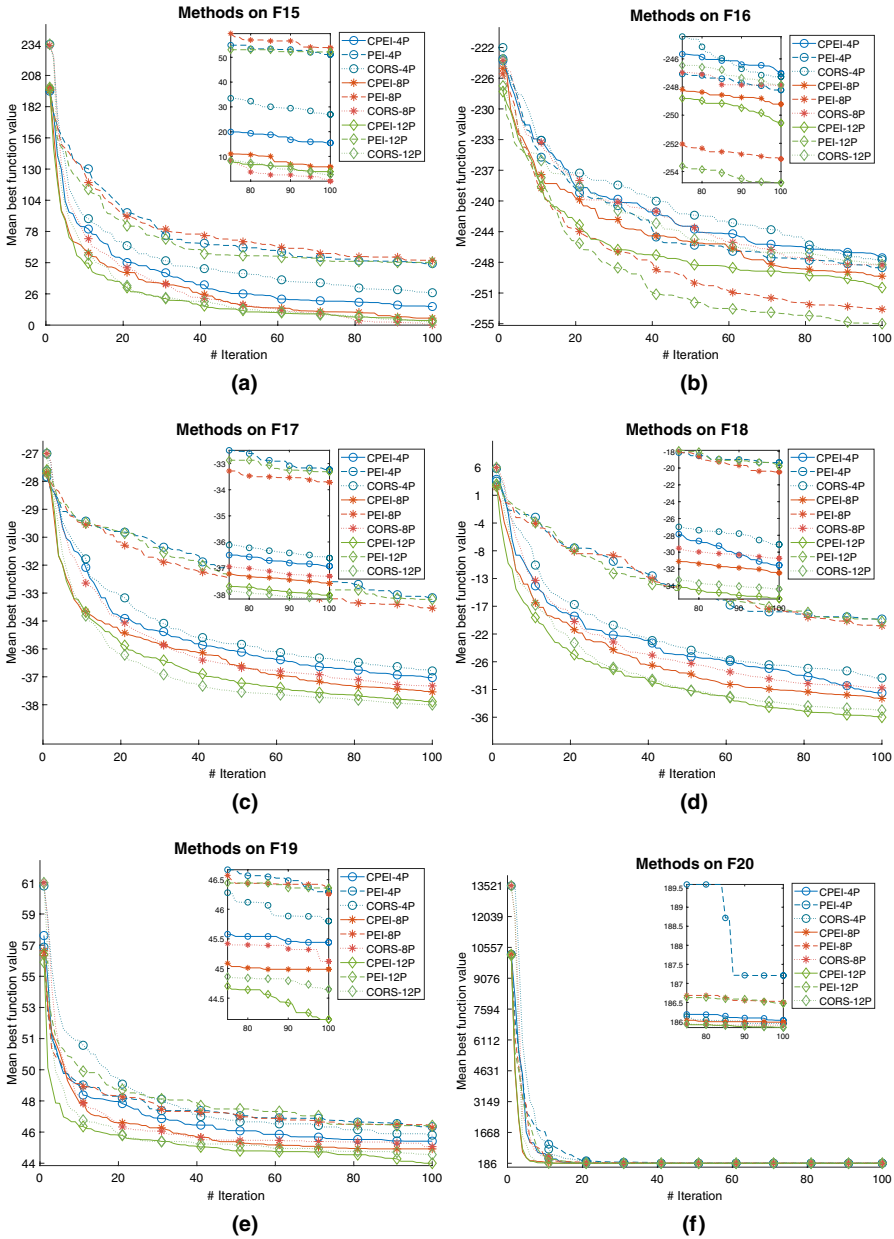 Methods on F15
Mean best function value
234
208
182
156
130
104
78
52
26
0
0
20
40
60
80
100
# Iteration
50
40
30
20
10
80
90
100
CPEI-4P
PEI-4P
CORS-4P
CPEI-8P
PEI-8P
CORS-8P
CPEI-12P
PEI-12P
CORS-12P
(a)
Methods on F16
Mean best function value
-222
-226
-230
-233
-237
-240
-244
-248
-251
-255
0
20
40
60
80
100
# Iteration
-246
-248
-250
-252
-254
80
90
100
CPEI-4P
PEI-4P
CORS-4P
CPEI-8P
PEI-8P
CORS-8P
CPEI-12P
PEI-12P
CORS-12P
(b)
Methods on F17
Mean best function value
-27
-28
-30
-31
-32
-33
-34
-36
-37
-38
0
20
40
60
80
100
# Iteration
-33
-34
-35
-36
-37
-38
80
90
100
CPEI-4P
PEI-4P
CORS-4P
CPEI-8P
PEI-8P
CORS-8P
CPEI-12P
PEI-12P
CORS-12P
(c)
Methods on F18
Mean best function value
6
1
-4
-8
-13
-17
-22
-26
-31
-36
0
20
40
60
80
100
# Iteration
-18
-20
-22
-24
-26
-28
-30
-32
-34
80
90
100
CPEI-4P
PEI-4P
CORS-4P
CPEI-8P
PEI-8P
CORS-8P
CPEI-12P
PEI-12P
CORS-12P
(d)
Methods on F19
Mean best function value
61
59
57
55
53
50
48
46
44
0
20
40
60
80
100
# Iteration
46.5
46
45.5
45
44.5
80
90
100
CPEI-4P
PEI-4P
CORS-4P
CPEI-8P
PEI-8P
CORS-8P
CPEI-12P
PEI-12P
CORS-12P
(e)
Methods on F20
Mean best function value
13521
12039
10557
9076
7594
6112
4631
3149
1668
186
0
20
40
60
80
100
# Iteration
189.5
189
188.5
188
187.5
187
186.5
186
80
90
100
CPEI-4P
PEI-4P
CORS-4P
CPEI-8P
PEI-8P
CORS-8P
CPEI-12P
PEI-12P
CORS-12P
(f)